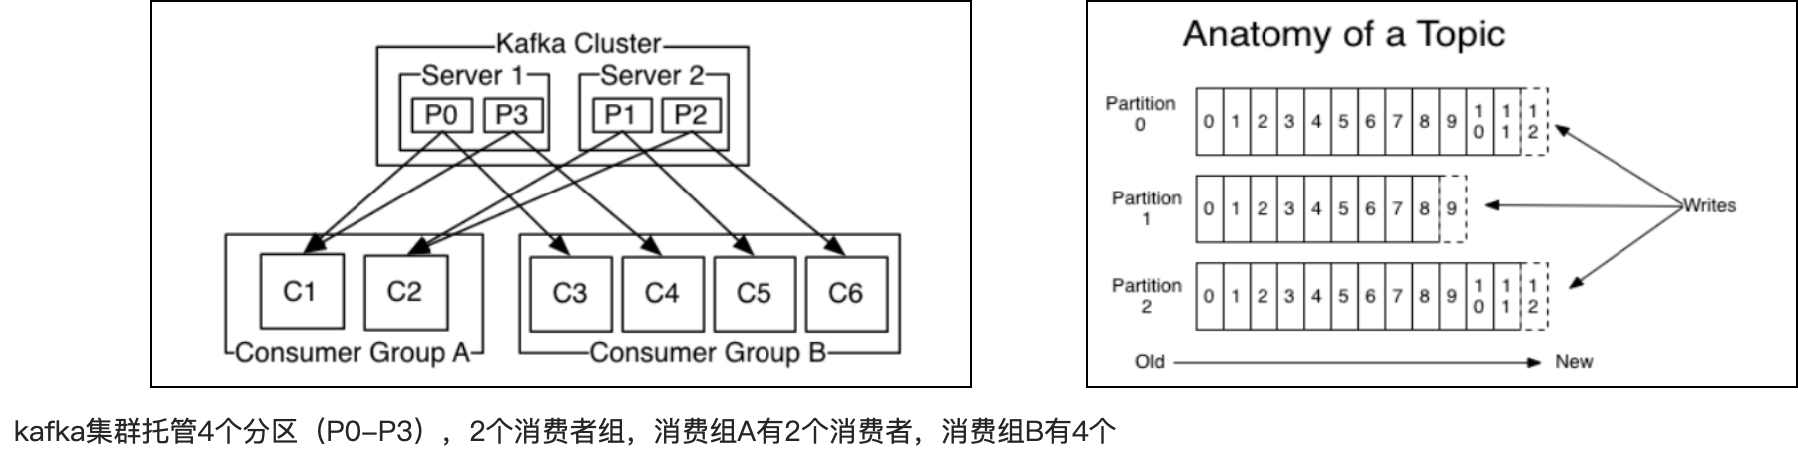 Kafka Cluster
Server 1
Server 2
P0
P3
P1
P2
C1
C2
C3
C4
C5
C6
Consumer Group A
Consumer Group B
Anatomy of a Topic
Partition
0
0 1 2 3 4 5 6 7 8 9 10 11 12
Partition
1
0 1 2 3 4 5 6 7 8 9
Writes
Partition
2
0 1 2 3 4 5 6 7 8 9 10 11 12
Old
New
kafka集群托管4个分区（P0-P3），2个消费者组，消费组A有2个消费者，消费组B有4个